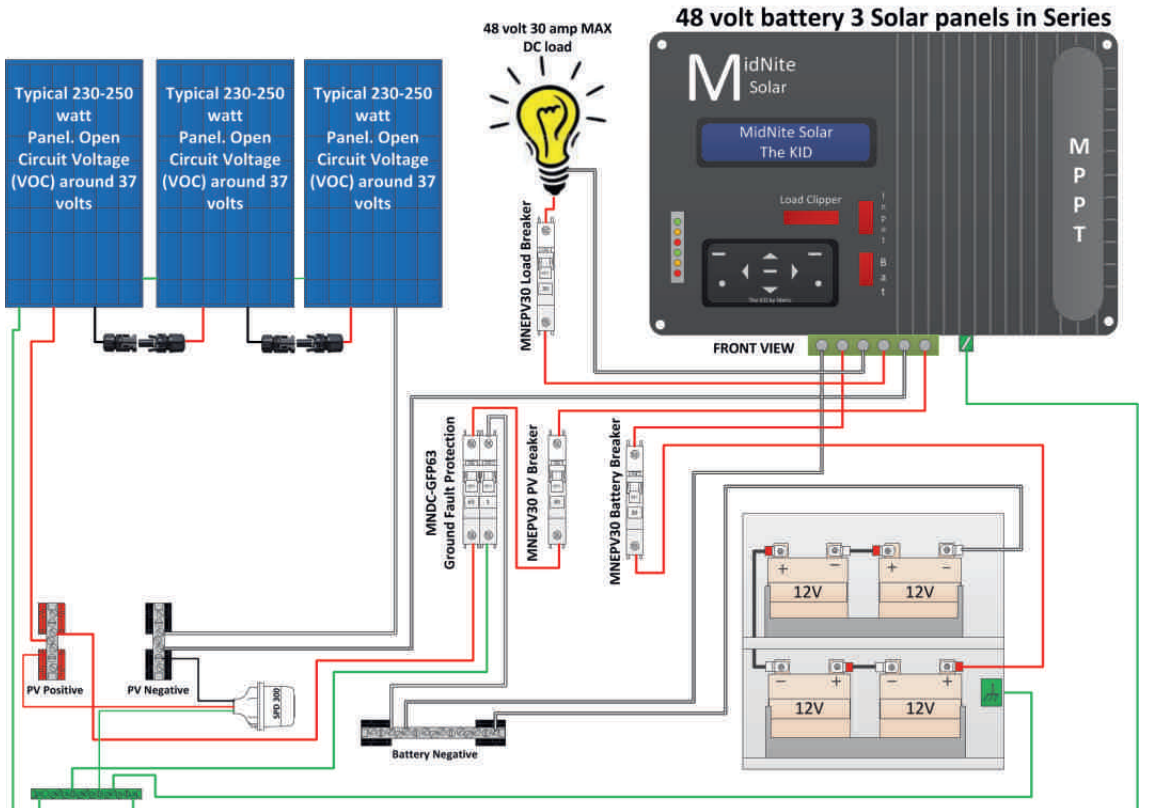 48 volt battery 3 Solar panels in Series
48 volt 30 amp MAX
DC load
Typical 230-250
watt
Panel. Open
Circuit Voltage
(VOC) around 37
volts
Typical 230-250
watt
Panel. Open
Circuit Voltage
(VOC) around 37
volts
Typical 230-250
watt
Panel. Open
Circuit Voltage
(VOC) around 37
volts
MidNite
Solar
MidNite Solar
The KID
Load Clipper
Input
Bat
MPPT
MNEPV30 Load Breaker
FRONT VIEW
MNDC-GFP63
Ground Fault Protection
MNEPV30 PV Breaker
MNEPV30 Battery Breaker
+
−
+
−
12V
12V
−
+
−
+
12V
12V
PV Positive
PV Negative
SPD 300
Battery Negative